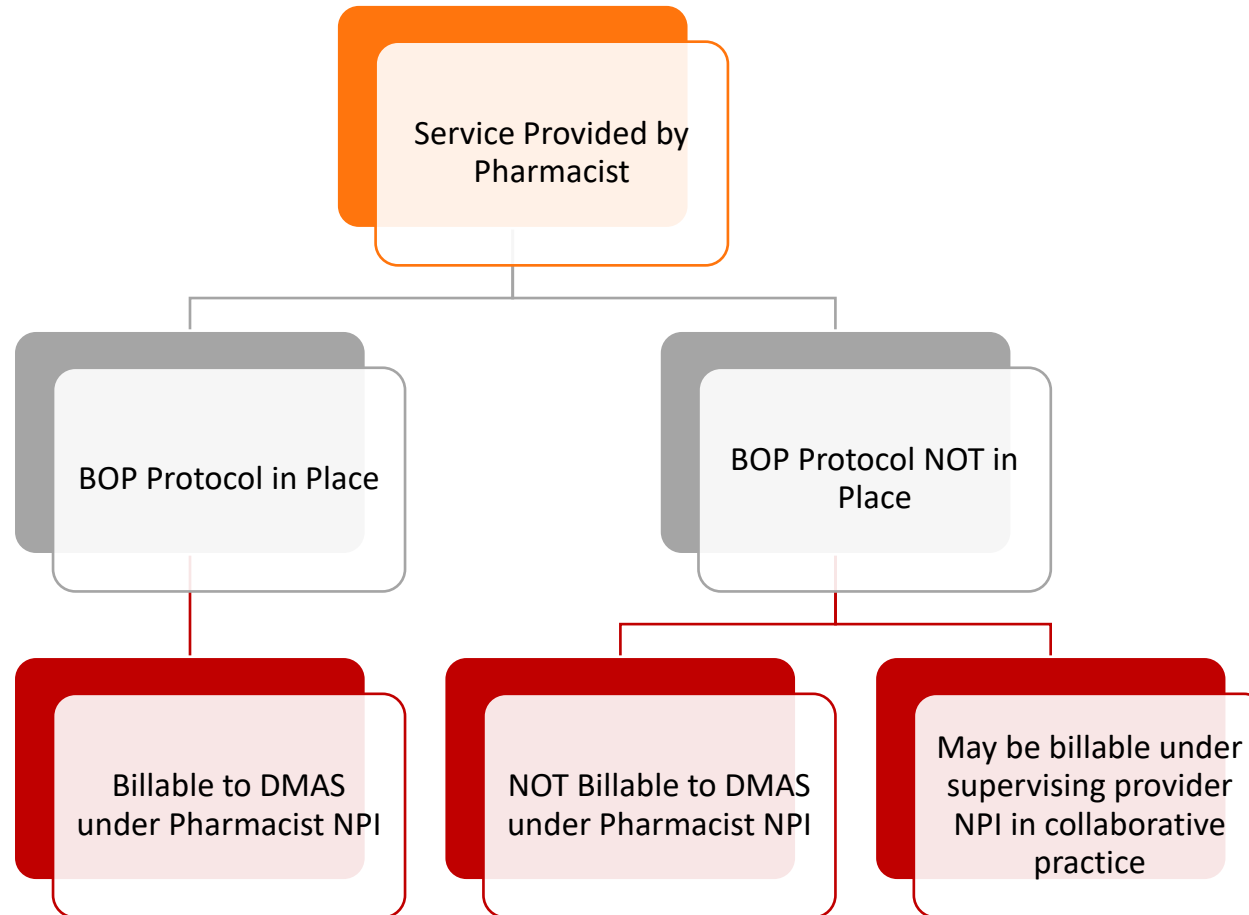 Service Provided by
Pharmacist
BOP Protocol in Place
BOP Protocol NOT in
Place
Billable to DMAS
under Pharmacist NPI
NOT Billable to DMAS
under Pharmacist NPI
May be billable under
supervising provider
NPI in collaborative
practice